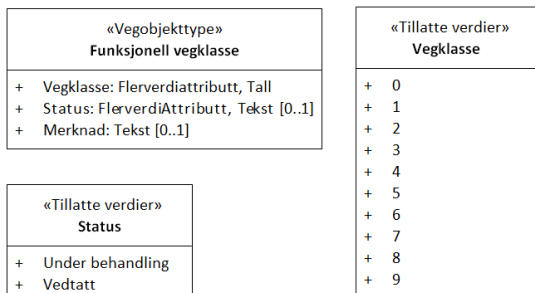 «Vegobjekttype»
Funksjonell vegklasse
+ Vegklasse: Flerverdiattributt, Tall
+ Status: FlerverdiAttributt, Tekst [0..1]
+ Merknad: Tekst [0..1]
«Tillatte verdier»
Status
+ Under behandling
+ Vedtatt
«Tillatte verdier»
Vegklasse
+ 0
+ 1
+ 2
+ 3
+ 4
+ 5
+ 6
+ 7
+ 8
+ 9